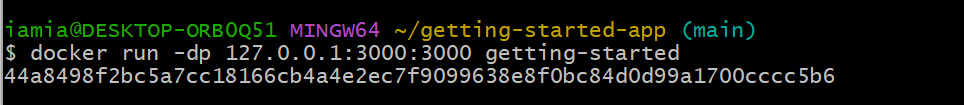 iamia@DESKTOP-ORB0Q51 MINGW64 ~/getting-started-app (main)
$ docker run -dp 127.0.0.1:3000:3000 getting-started
44a8498f2bc5a7cc18166cb4a4e2ec7f9099638e8f0bc84d0d99a1700cccc5b6